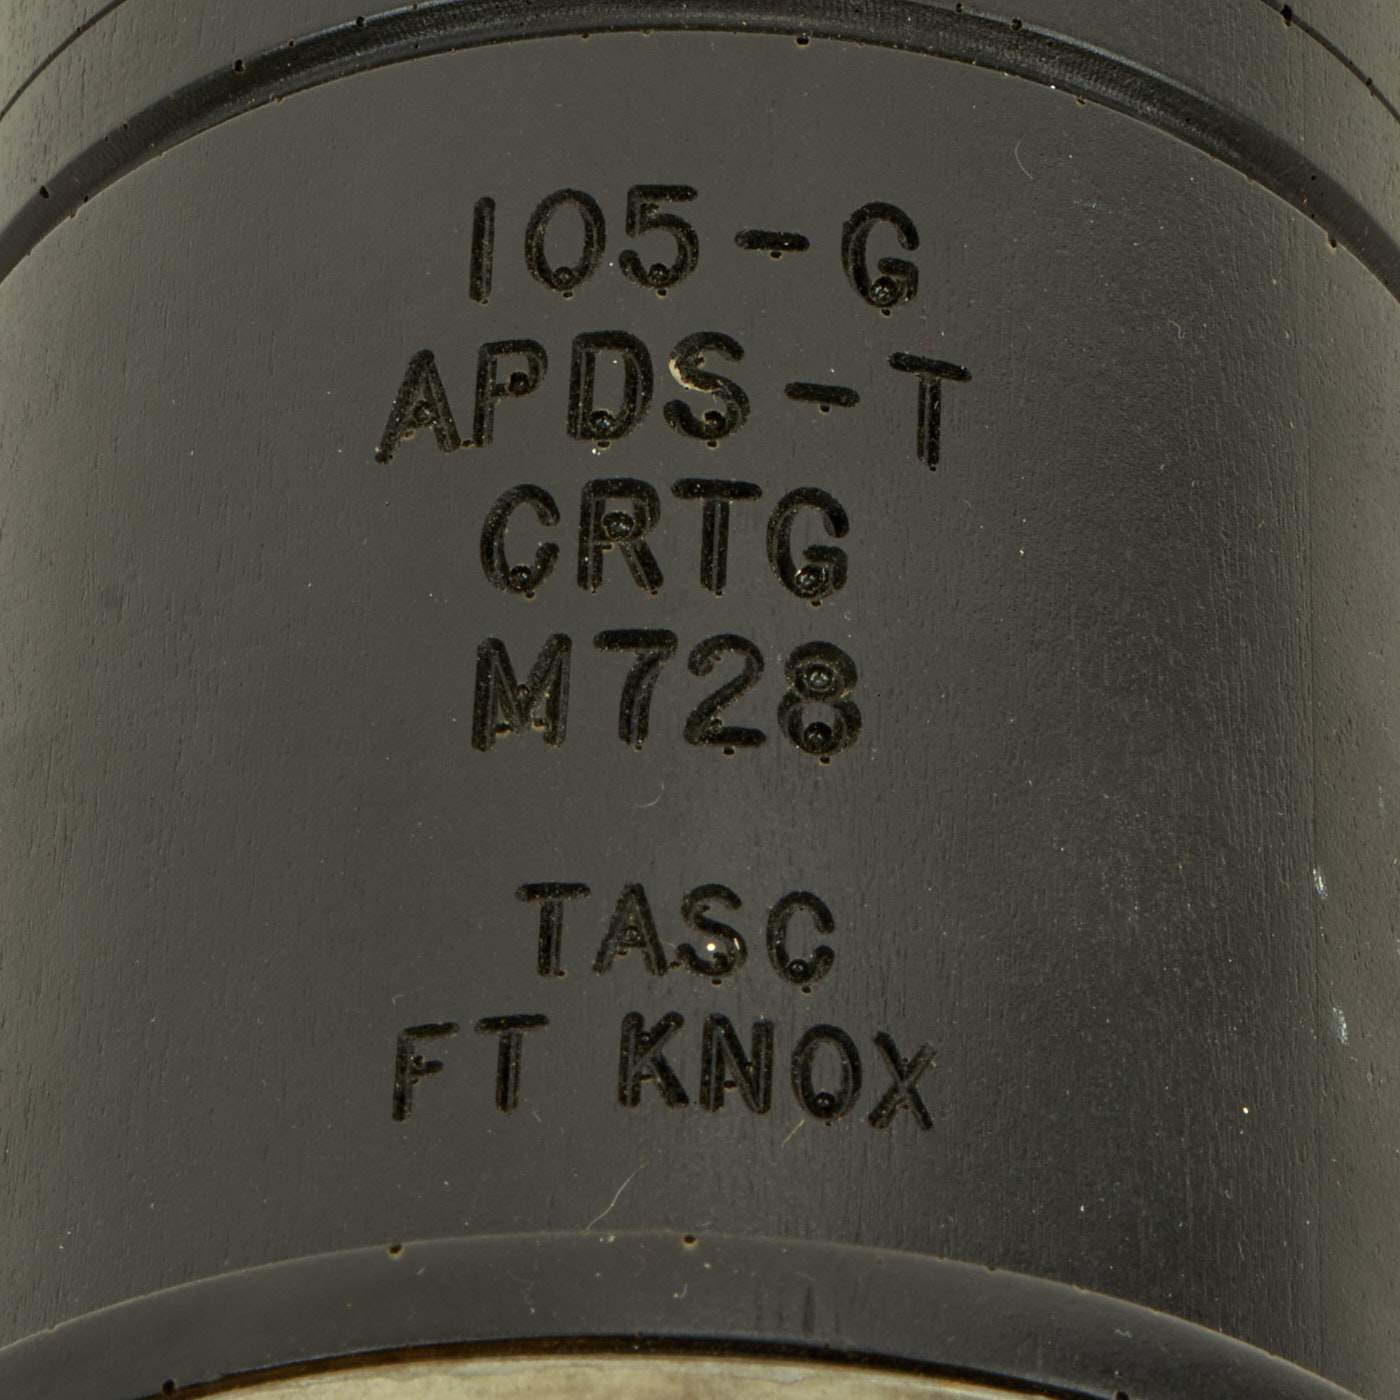 105-G
APDS-T
CRTG
M728
TASC
FT KNOX